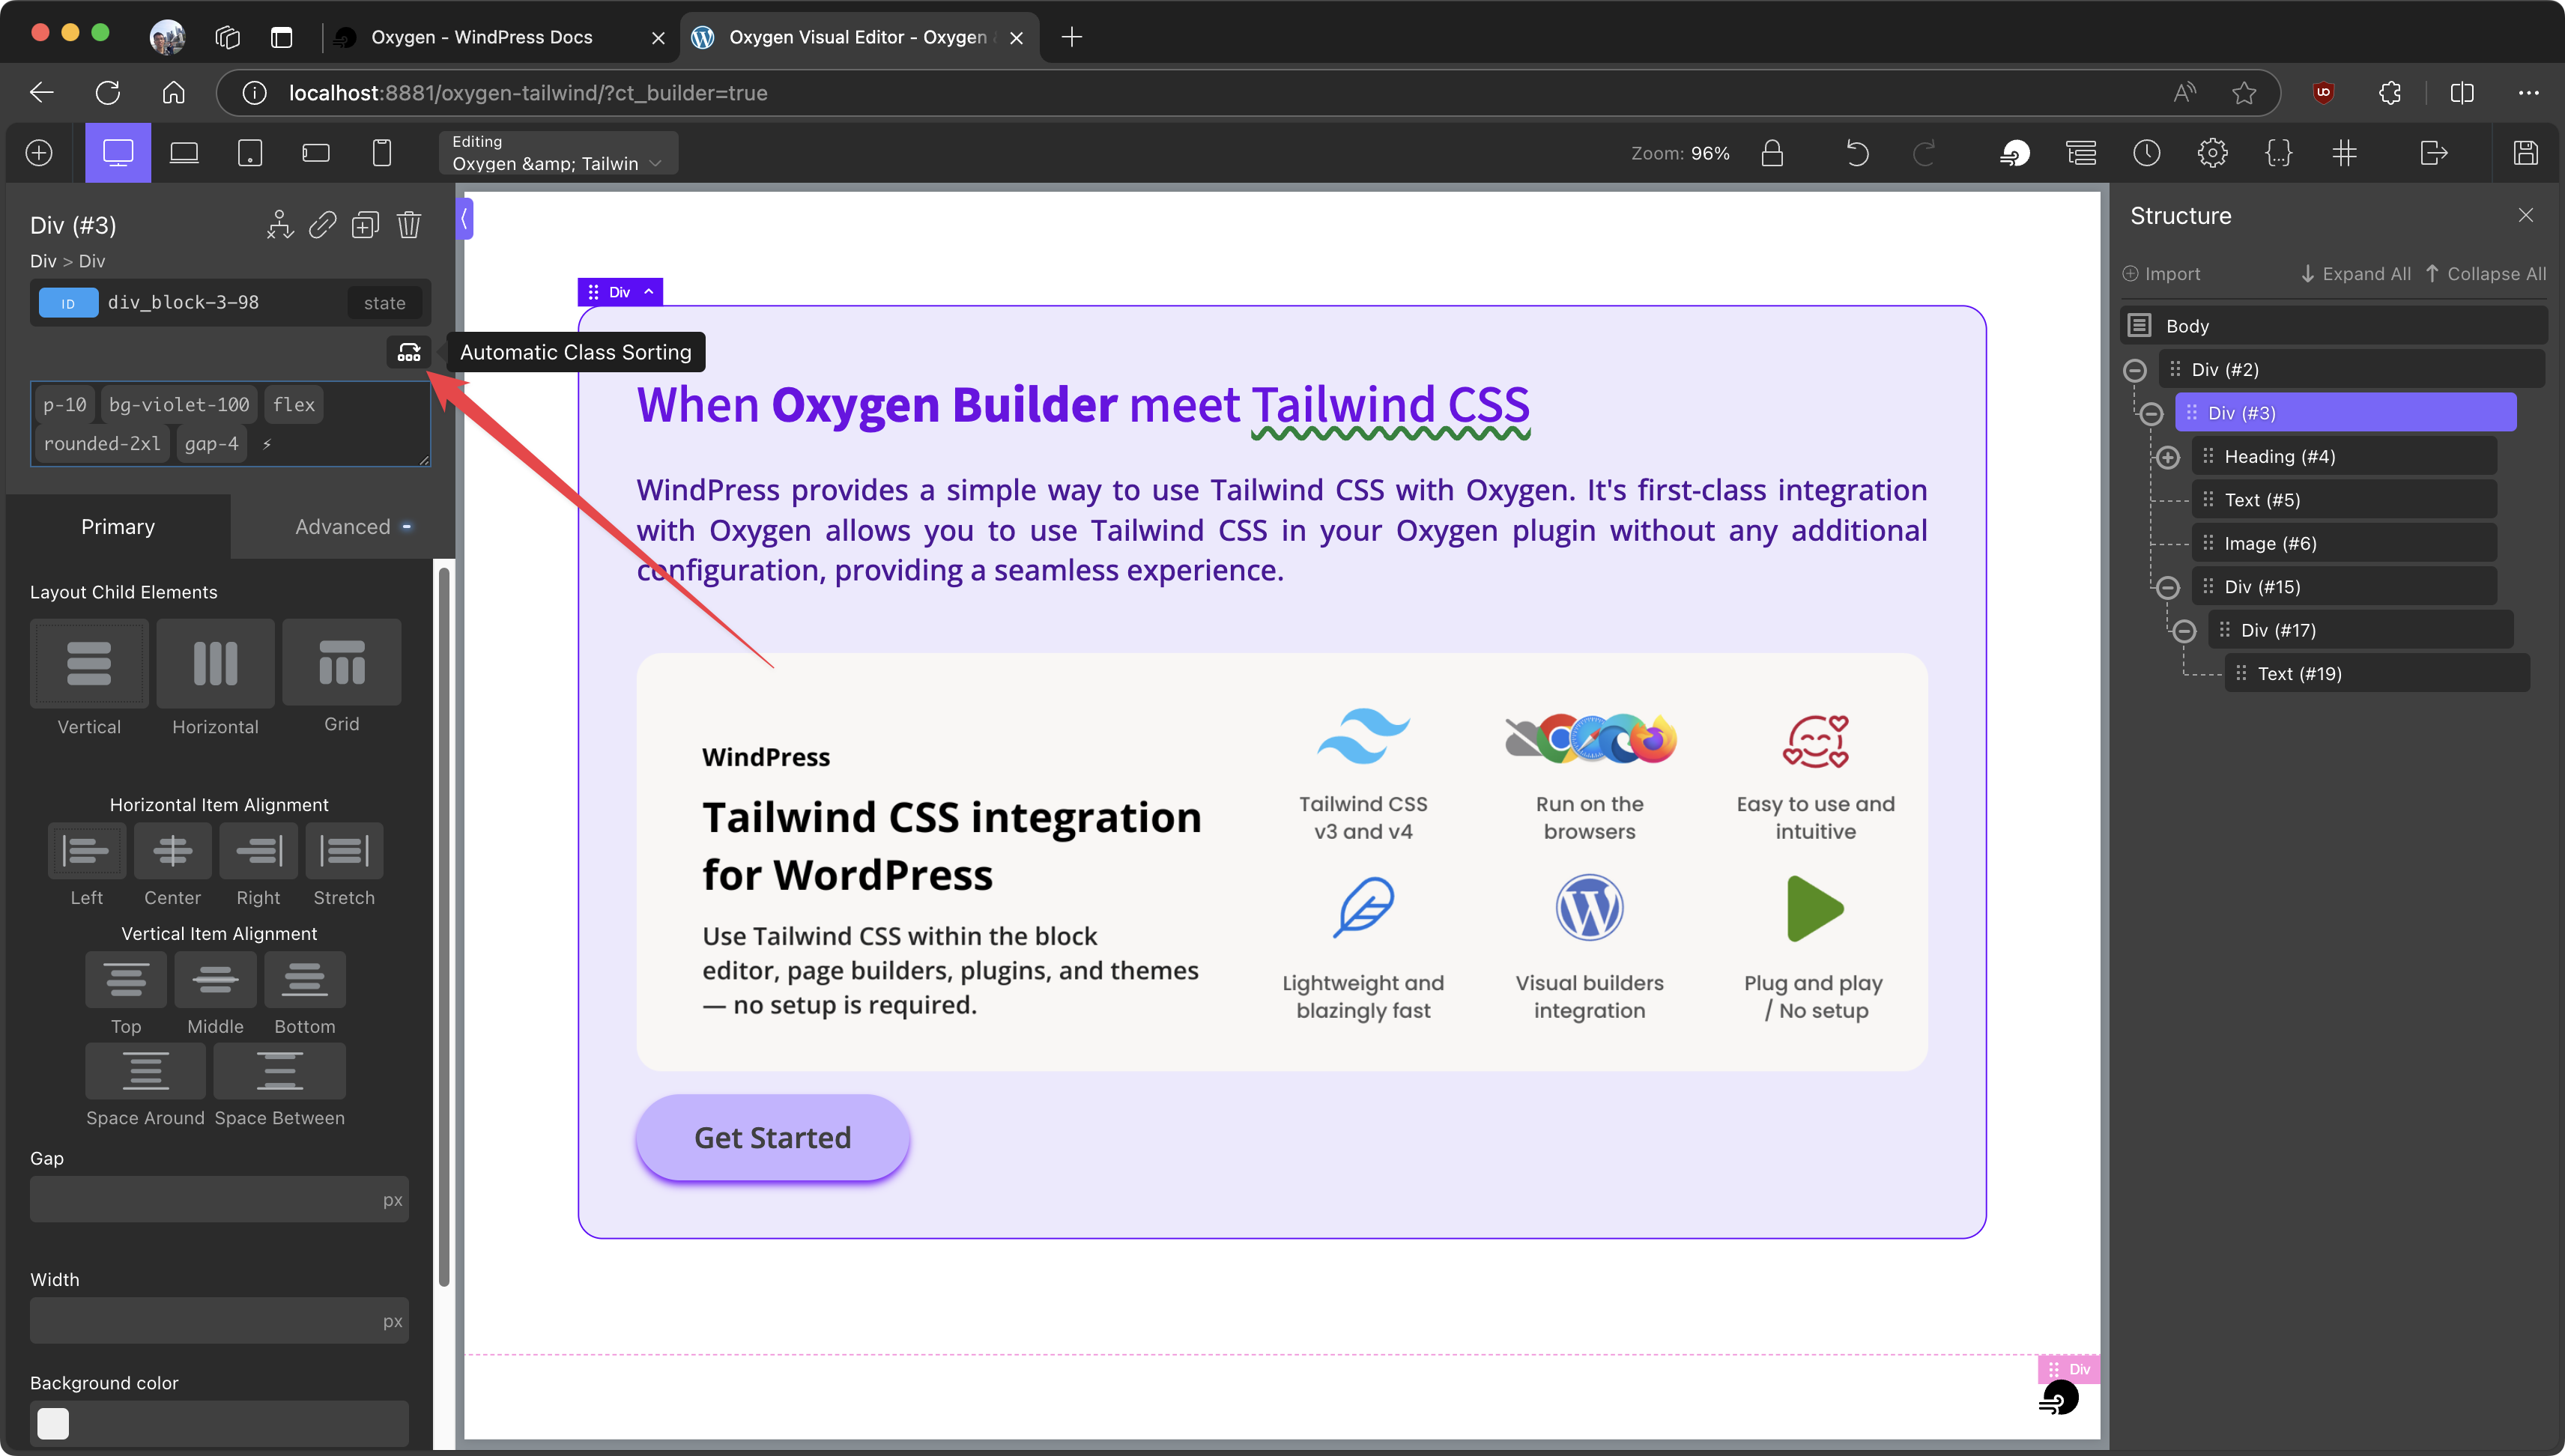 Oxygen - WindPress Docs
Oxygen Visual Editor - Oxygen
localhost:8881/oxygen-tailwind/?ct_builder=true
Editing
Oxygen &amp; Tailwin
Zoom: 96%
Div (#3)
Div > Div
ID div_block-3-98 state
Automatic Class Sorting
p-10 bg-violet-100 flex
rounded-2xl gap-4
Primary
Advanced
Layout Child Elements
Vertical
Horizontal
Grid
Horizontal Item Alignment
Left
Center
Right
Stretch
Vertical Item Alignment
Top
Middle
Bottom
Space Around
Space Between
Gap
px
Width
px
Background color
Div
When Oxygen Builder meet Tailwind CSS
WindPress provides a simple way to use Tailwind CSS with Oxygen. It's first-class integration
with Oxygen allows you to use Tailwind CSS in your Oxygen plugin without any additional
configuration, providing a seamless experience.
WindPress
Tailwind CSS integration
for WordPress
Use Tailwind CSS within the block
editor, page builders, plugins, and themes
— no setup is required.
Tailwind CSS
v3 and v4
Run on the
browsers
Easy to use and
intuitive
Lightweight and
blazingly fast
Visual builders
integration
Plug and play
/ No setup
Get Started
Div
Structure
Import
Expand All
Collapse All
Body
Div (#2)
Div (#3)
Heading (#4)
Text (#5)
Image (#6)
Div (#15)
Div (#17)
Text (#19)